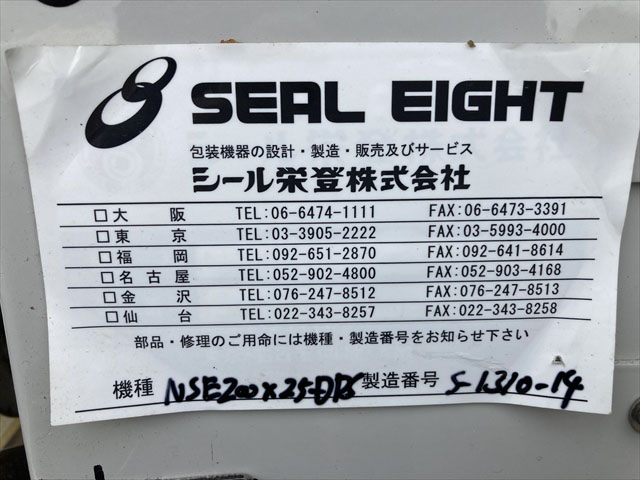 SEAL EIGHT
包装機器の設計・製造・販売及びサービス
シール栄登株式会社
□大阪 TEL:06-6474-1111 FAX:06-6473-3391
□東京 TEL:03-3905-2222 FAX:03-5993-4000
□福岡 TEL:092-651-2870 FAX:092-641-8614
□名古屋 TEL:052-902-4800 FAX:052-903-4168
□金沢 TEL:076-247-8512 FAX:076-247-8513
□仙台 TEL:022-343-8257 FAX:022-343-8258
部品・修理のご用命には機種・製造番号をお知らせ下さい
機種 製造番号 S-1310-14